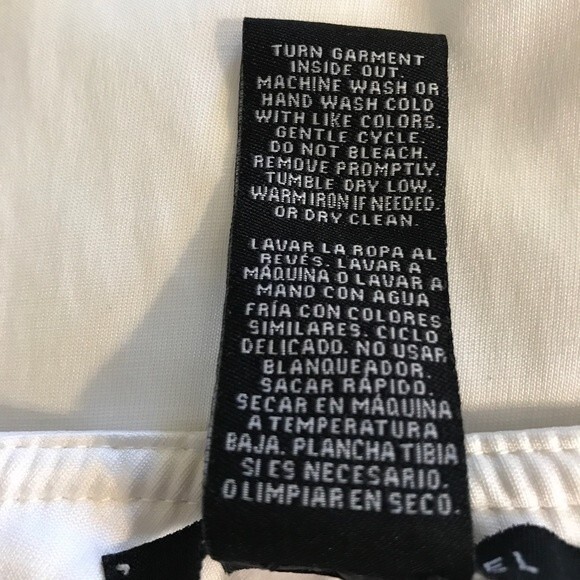 TURN GARMENT
INSIDE OUT.
MACHINE WASH OR
HAND WASH COLD
WITH LIKE COLORS.
GENTLE CYCLE.
DO NOT BLEACH.
REMOVE PROMPTLY.
TUMBLE DRY LOW.
WARM IRON IF NEEDED.
OR DRY CLEAN.
LAVAR LA ROPA AL
REVÉS. LAVAR A
MÁQUINA O LAVAR A
MANO CON AGUA
FRÍA CON COLORES
SIMILARES. CICLO
DELICADO. NO USAR
BLANQUEADOR.
SACAR RÁPIDO.
SECAR EN MÁQUINA
A TEMPERATURA
BAJA. PLANCHA TIBIA
SI ES NECESARIO.
O LIMPIAR EN SECO.